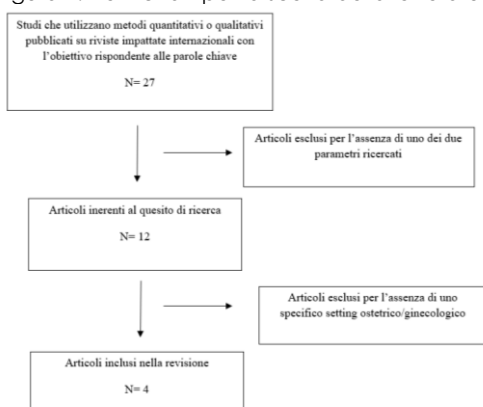 Studi che utilizzano metodi quantitativi o qualitativi
pubblicati su riviste impattate internazionali con
l'obiettivo rispondente alle parole chiave
N= 27
Articoli esclusi per l'assenza di uno dei due
parametri ricercati
Articoli inerenti al quesito di ricerca
N= 12
Articoli esclusi per l'assenza di uno
specifico setting ostetrico/ginecologico
Articoli inclusi nella revisione
N= 4